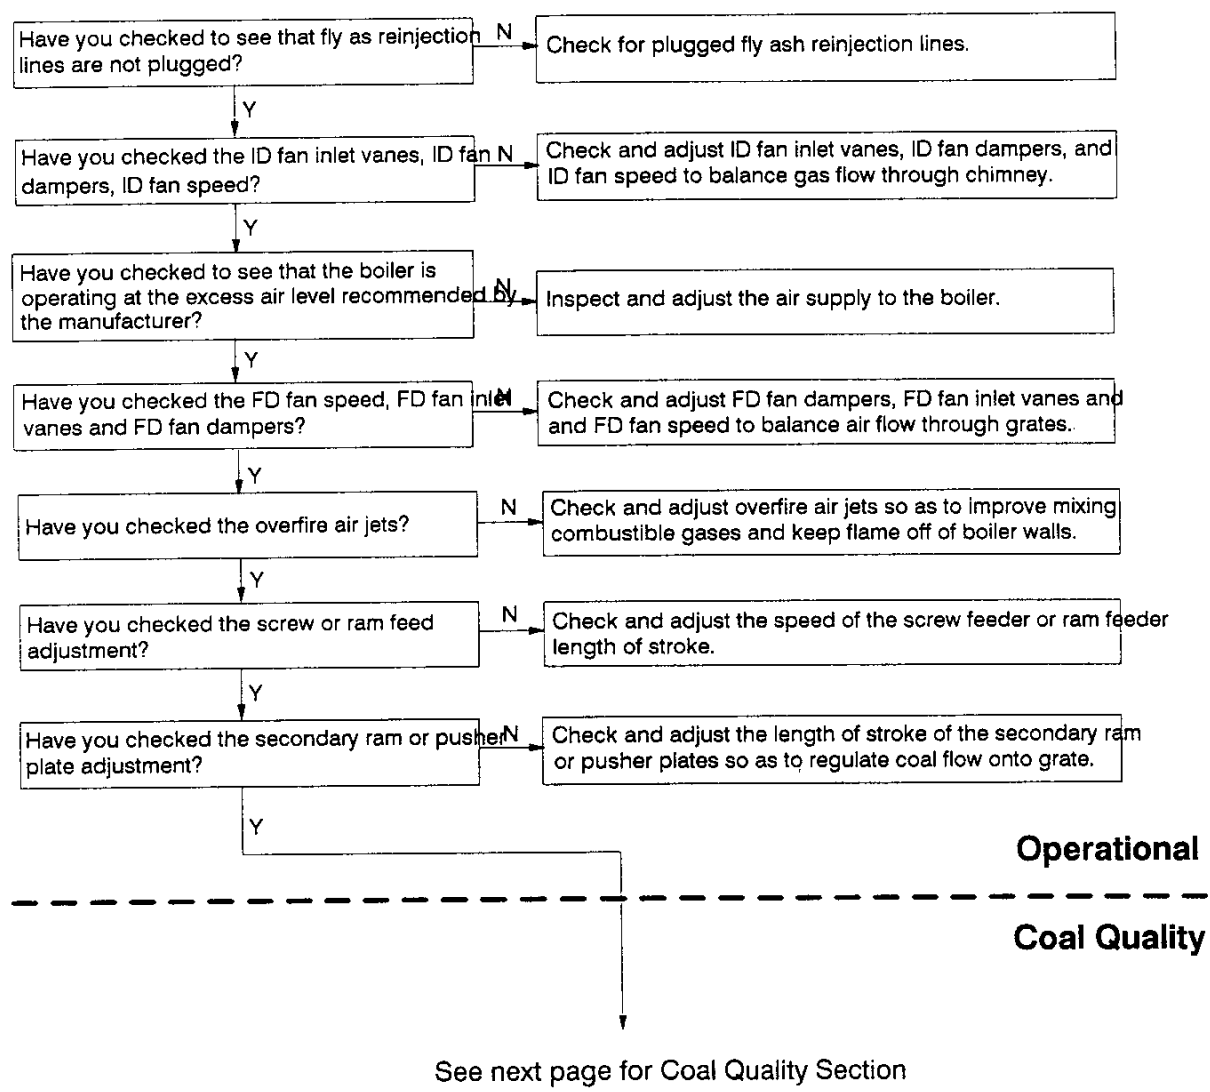 Have you checked to see that fly as reinjection
lines are not plugged?
N
Check for plugged fly ash reinjection lines.
Y
Have you checked the ID fan inlet vanes, ID fan
dampers, ID fan speed?
N
Check and adjust ID fan inlet vanes, ID fan dampers, and
ID fan speed to balance gas flow through chimney.
Y
Have you checked to see that the boiler is
operating at the excess air level recommended by
the manufacturer?
N
Inspect and adjust the air supply to the boiler.
Y
Have you checked the FD fan speed, FD fan inlet
vanes and FD fan dampers?
N
Check and adjust FD fan dampers, FD fan inlet vanes and
and FD fan speed to balance air flow through grates.
Y
Have you checked the overfire air jets?
N
Check and adjust overfire air jets so as to improve mixing
combustible gases and keep flame off of boiler walls.
Y
Have you checked the screw or ram feed
adjustment?
N
Check and adjust the speed of the screw feeder or ram feeder
length of stroke.
Y
Have you checked the secondary ram or pusher
plate adjustment?
N
Check and adjust the length of stroke of the secondary ram
or pusher plates so as to regulate coal flow onto grate.
Y
Operational
Coal Quality
See next page for Coal Quality Section